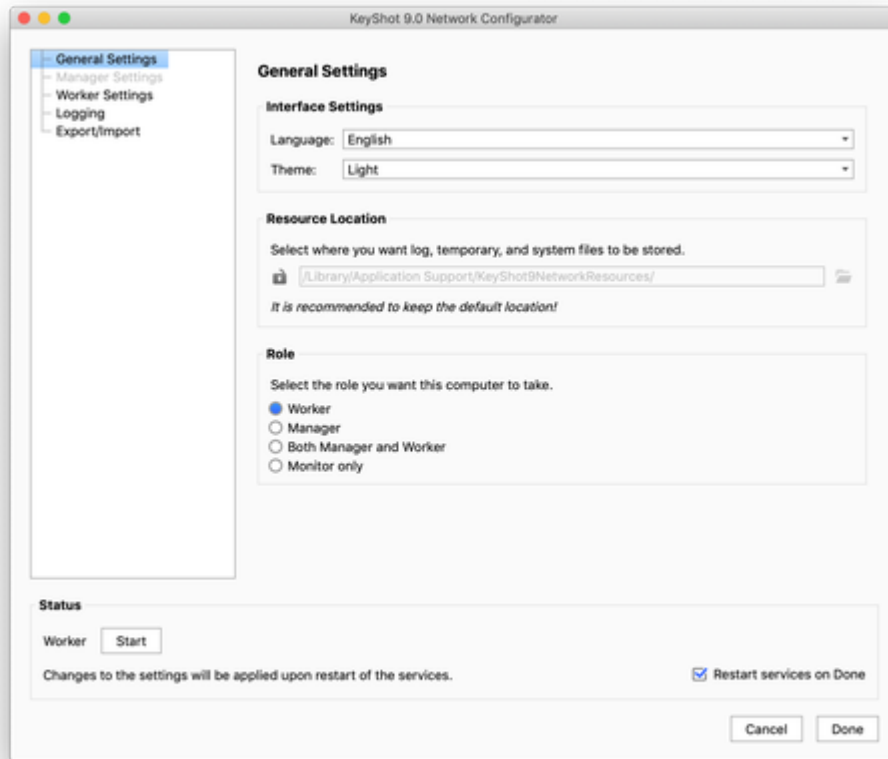 KeyShot 9.0 Network Configurator
General Settings
Manager Settings
Worker Settings
Logging
Export/Import
General Settings
Interface Settings
Language: English
Theme: Light
Resource Location
Select where you want log, temporary, and system files to be stored.
/Library/Application Support/KeyShot9NetworkResources/
It is recommended to keep the default location!
Role
Select the role you want this computer to take.
Worker
Manager
Both Manager and Worker
Monitor only
Status
Worker Start
Changes to the settings will be applied upon restart of the services. Restart services on Done
Cancel Done